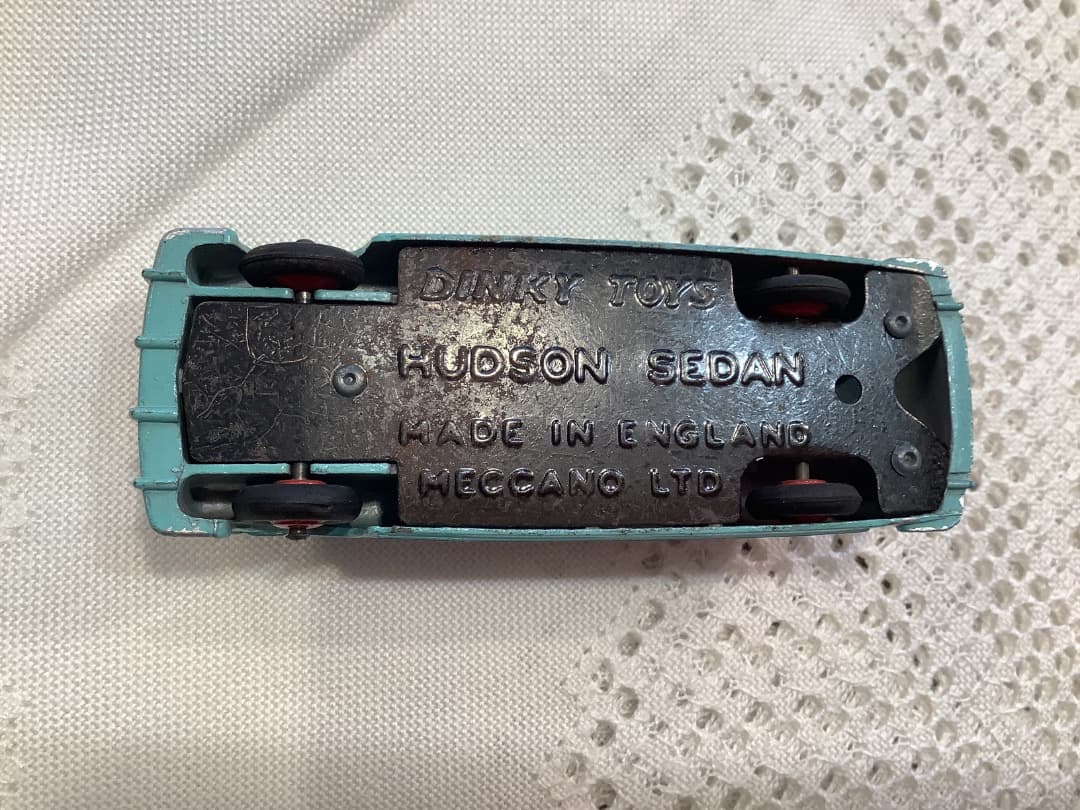 DINKY TOYS
HUDSON SEDAN
MADE IN ENGLAND
MECCANO LTD